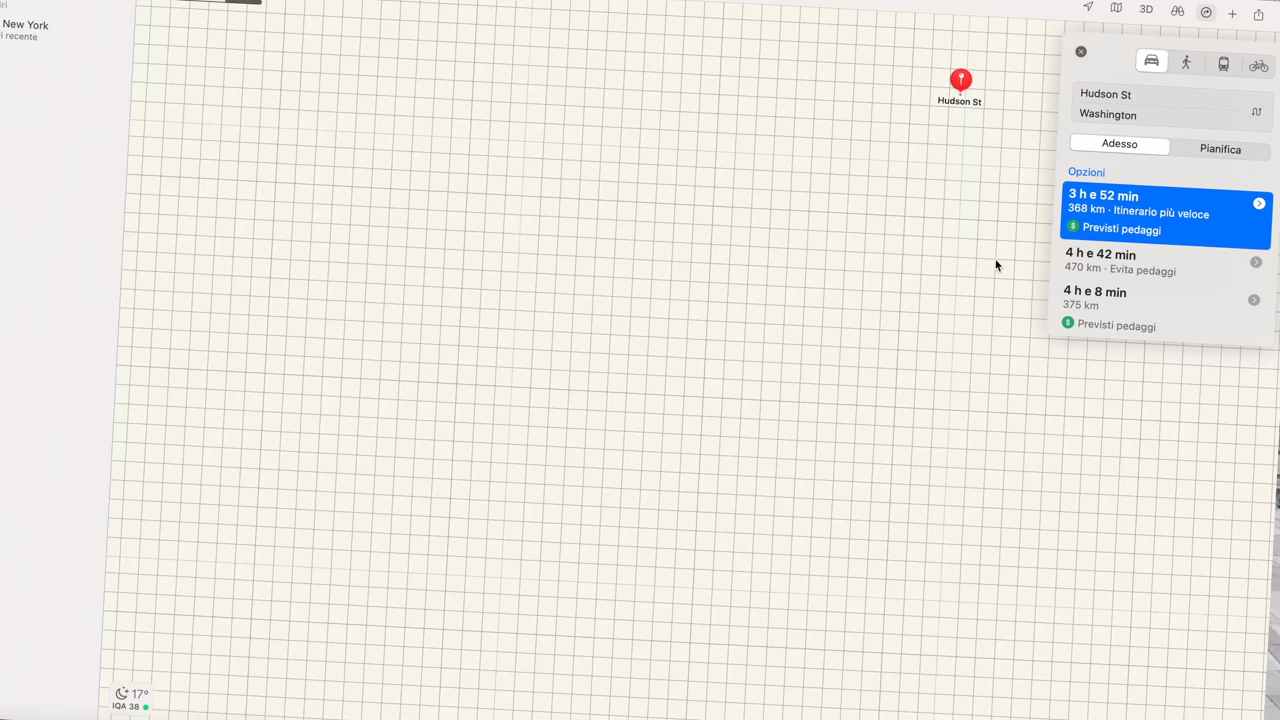 New York
i recente
3D
Hudson St
Hudson St
Washington
Adesso
Pianifica
Opzioni
3 h e 52 min
368 km · Itinerario più veloce
$ Previsti pedaggi
4 h e 42 min
470 km · Evita pedaggi
4 h e 8 min
375 km
$ Previsti pedaggi
17°
IQA 38